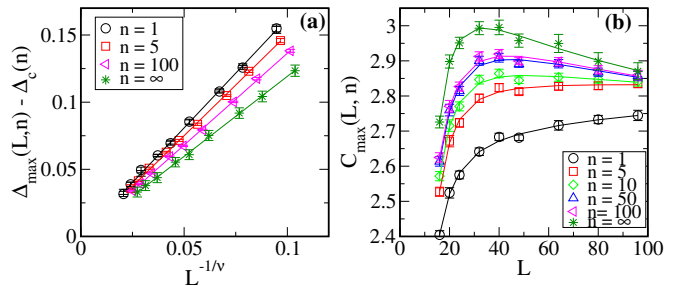 (a)
n = 1
n = 5
n = 100
n = ∞
0.15
0.1
0.05
0
0
0.05
0.1
Δmax(L,n) - Δc(n)
L^-1/ν
(b)
n = 1
n = 5
n = 10
n = 50
n= 100
n = ∞
3
2.9
2.8
2.7
2.6
2.5
2.4
0
20
40
60
80
100
Cmax(L, n)
L